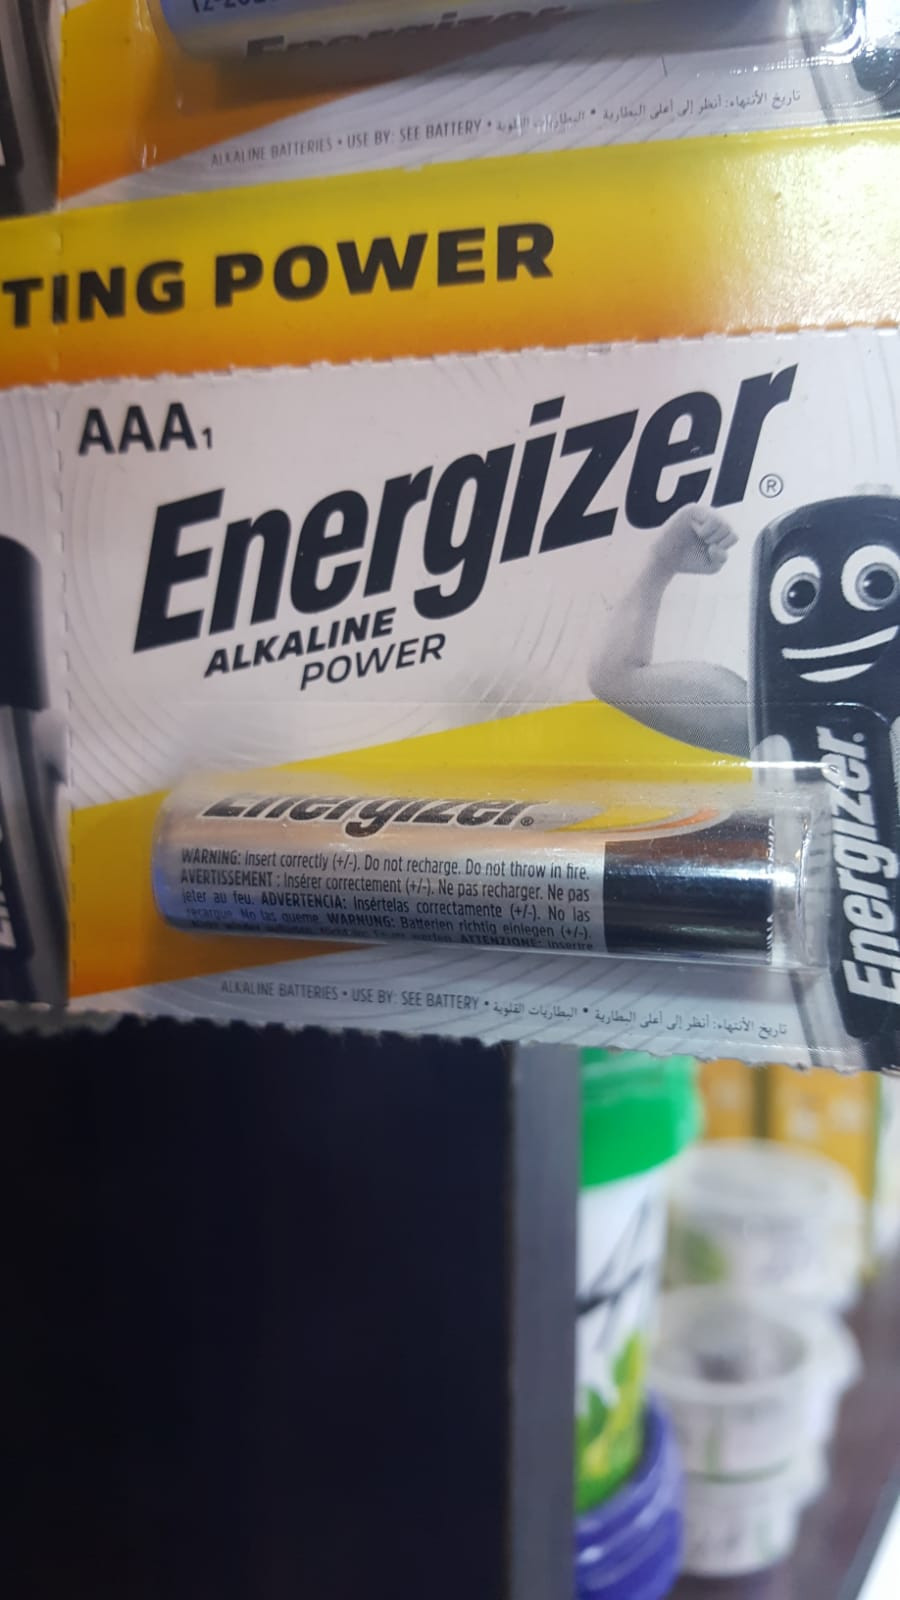 Energizer
ALKALINE BATTERIES • USE BY: SEE BATTERY • البطاريات القلوية * تاريخ الأنتهاء: أنظر إلى أعلى البطارية
TING POWER
AAA1
Energizer®
ALKALINE
POWER
Energizer.
Energizer.®
WARNING: Insert correctly (+/-). Do not recharge. Do not throw in fire.
AVERTISSEMENT : Insérer correctement (+/-). Ne pas recharger. Ne pas
jeter au feu. ADVERTENCIA: Insértelas correctamente (+/-). No las
recargue. No las queme. WARNUNG: Batterien richtig einlegen (+/-).
ATTENZIONE: Inserire
ALKALINE BATTERIES • USE BY: SEE BATTERY • البطاريات القلوية * تاريخ الأنتهاء: أنظر إلى أعلى البطارية